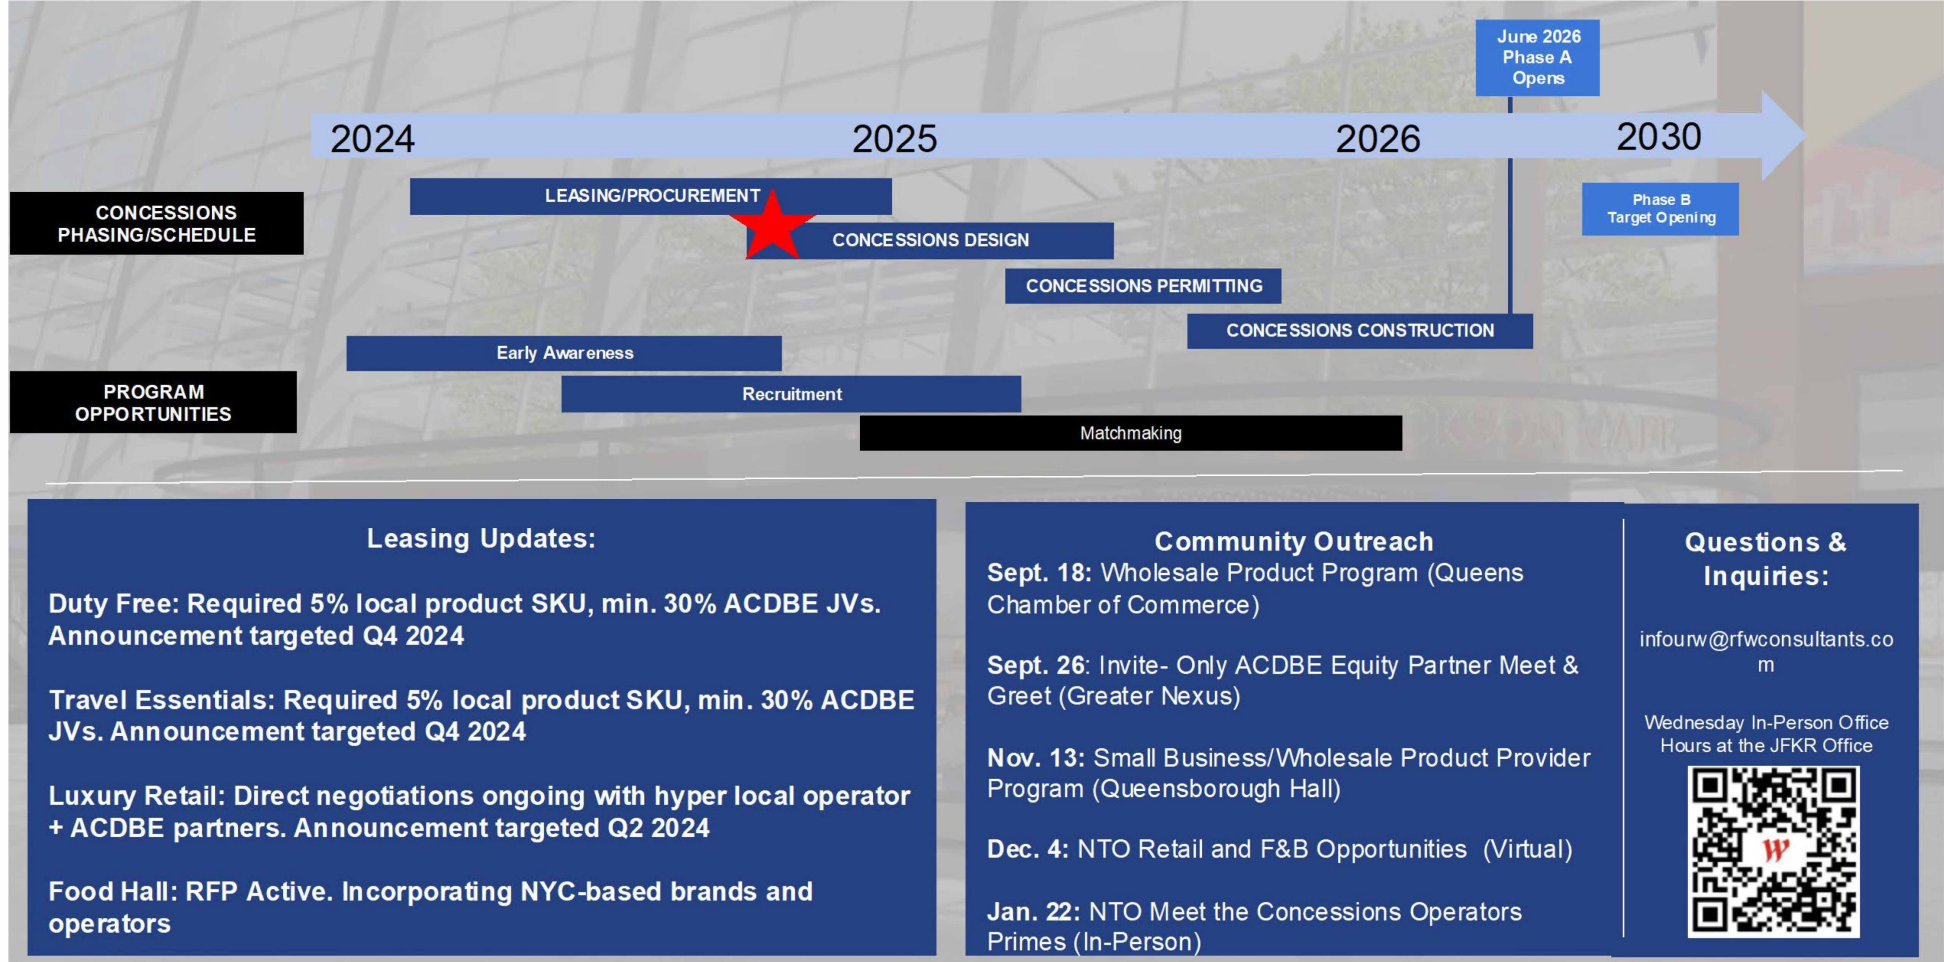 June 2026
Phase A
Opens
2024
2025
2026
2030
CONCESSIONS
PHASING/SCHEDULE
LEASING/PROCUREMENT
CONCESSIONS DESIGN
CONCESSIONS PERMITTING
CONCESSIONS CONSTRUCTION
Phase B
Target Opening
PROGRAM
OPPORTUNITIES
Early Awareness
Recruitment
Matchmaking
Leasing Updates:
Duty Free: Required 5% local product SKU, min. 30% ACDBE JVs.
Announcement targeted Q4 2024
Travel Essentials: Required 5% local product SKU, min. 30% ACDBE
JVs. Announcement targeted Q4 2024
Luxury Retail: Direct negotiations ongoing with hyper local operator
+ ACDBE partners. Announcement targeted Q2 2024
Food Hall: RFP Active. Incorporating NYC-based brands and
operators
Community Outreach
Sept. 18: Wholesale Product Program (Queens
Chamber of Commerce)
Sept. 26: Invite- Only ACDBE Equity Partner Meet &
Greet (Greater Nexus)
Nov. 13: Small Business/Wholesale Product Provider
Program (Queensborough Hall)
Dec. 4: NTO Retail and F&B Opportunities (Virtual)
Jan. 22: NTO Meet the Concessions Operators
Primes (In-Person)
Questions &
Inquiries:
infourw@rfwconsultants.co
m
Wednesday In-Person Office
Hours at the JFKR Office
W